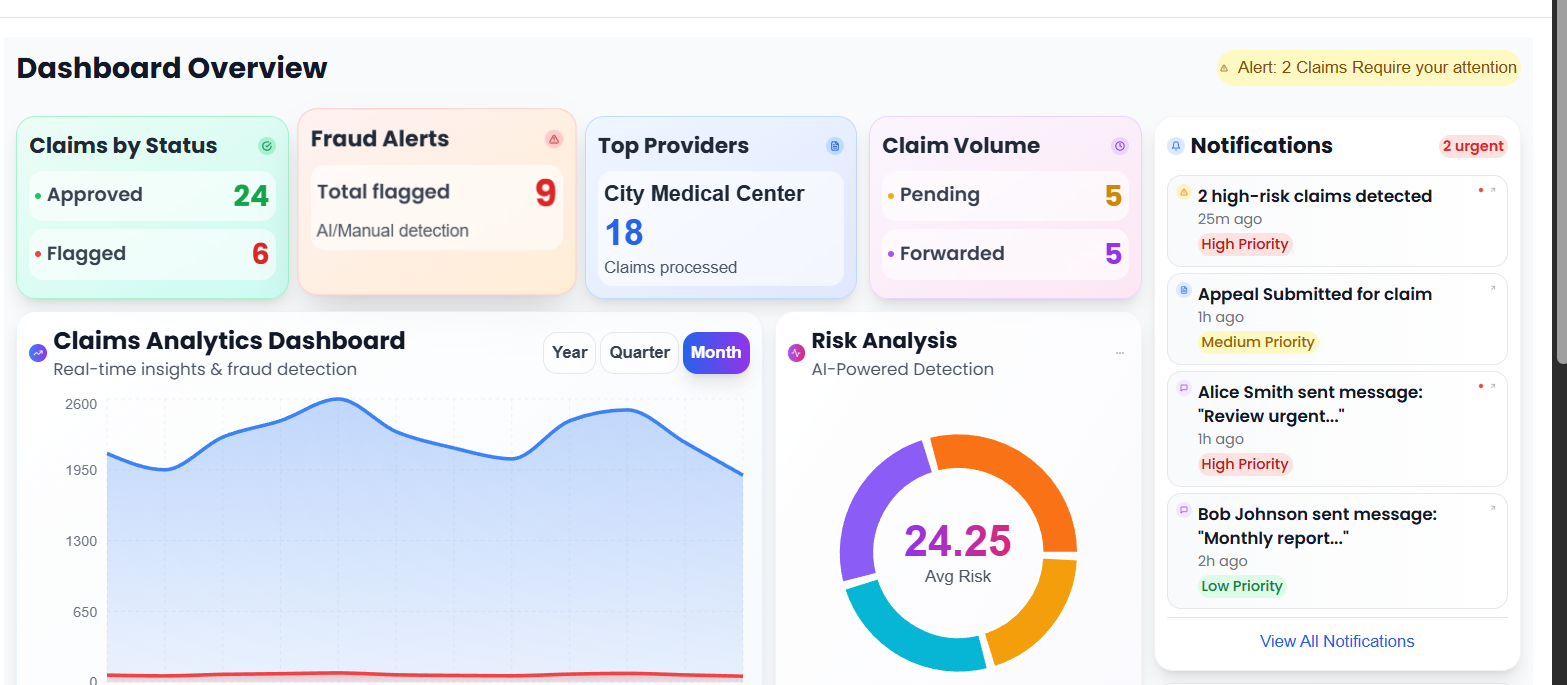 Dashboard Overview
Alert: 2 Claims Require your attention
Claims by Status
Approved 24
Flagged 6
Fraud Alerts
Total flagged 9
AI/Manual detection
Top Providers
City Medical Center
18
Claims processed
Claim Volume
Pending 5
Forwarded 5
Notifications 2 urgent
2 high-risk claims detected
25m ago
High Priority
Appeal Submitted for claim
1h ago
Medium Priority
Alice Smith sent message:
"Review urgent..."
1h ago
High Priority
Bob Johnson sent message:
"Monthly report..."
2h ago
Low Priority
View All Notifications
Claims Analytics Dashboard
Real-time insights & fraud detection
Year Quarter Month
2600
1950
1300
650
0
Risk Analysis
AI-Powered Detection
24.25
Avg Risk